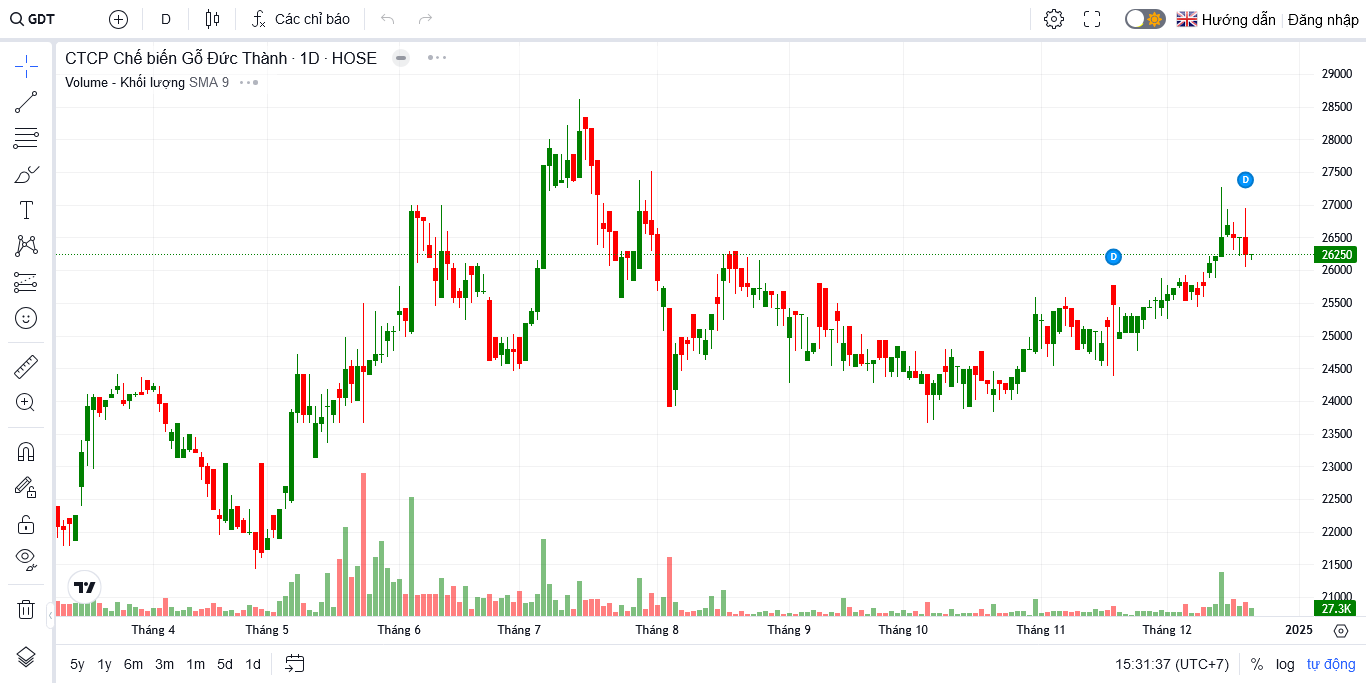 GDT D Các chỉ báo Hướng dẫn Đăng nhập
CTCP Chế biến Gỗ Đức Thành · 1D · HOSE
Volume - Khối lượng SMA 9
29000
28500
28000
27500
D
27000
26500
D
26250
26000
25500
25000
24500
24000
23500
23000
22500
22000
21500
21000
27.3K
Tháng 4 Tháng 5 Tháng 6 Tháng 7 Tháng 8 Tháng 9 Tháng 10 Tháng 11 Tháng 12 2025
5y 1y 6m 3m 1m 5d 1d 15:31:37 (UTC+7) % log tự động